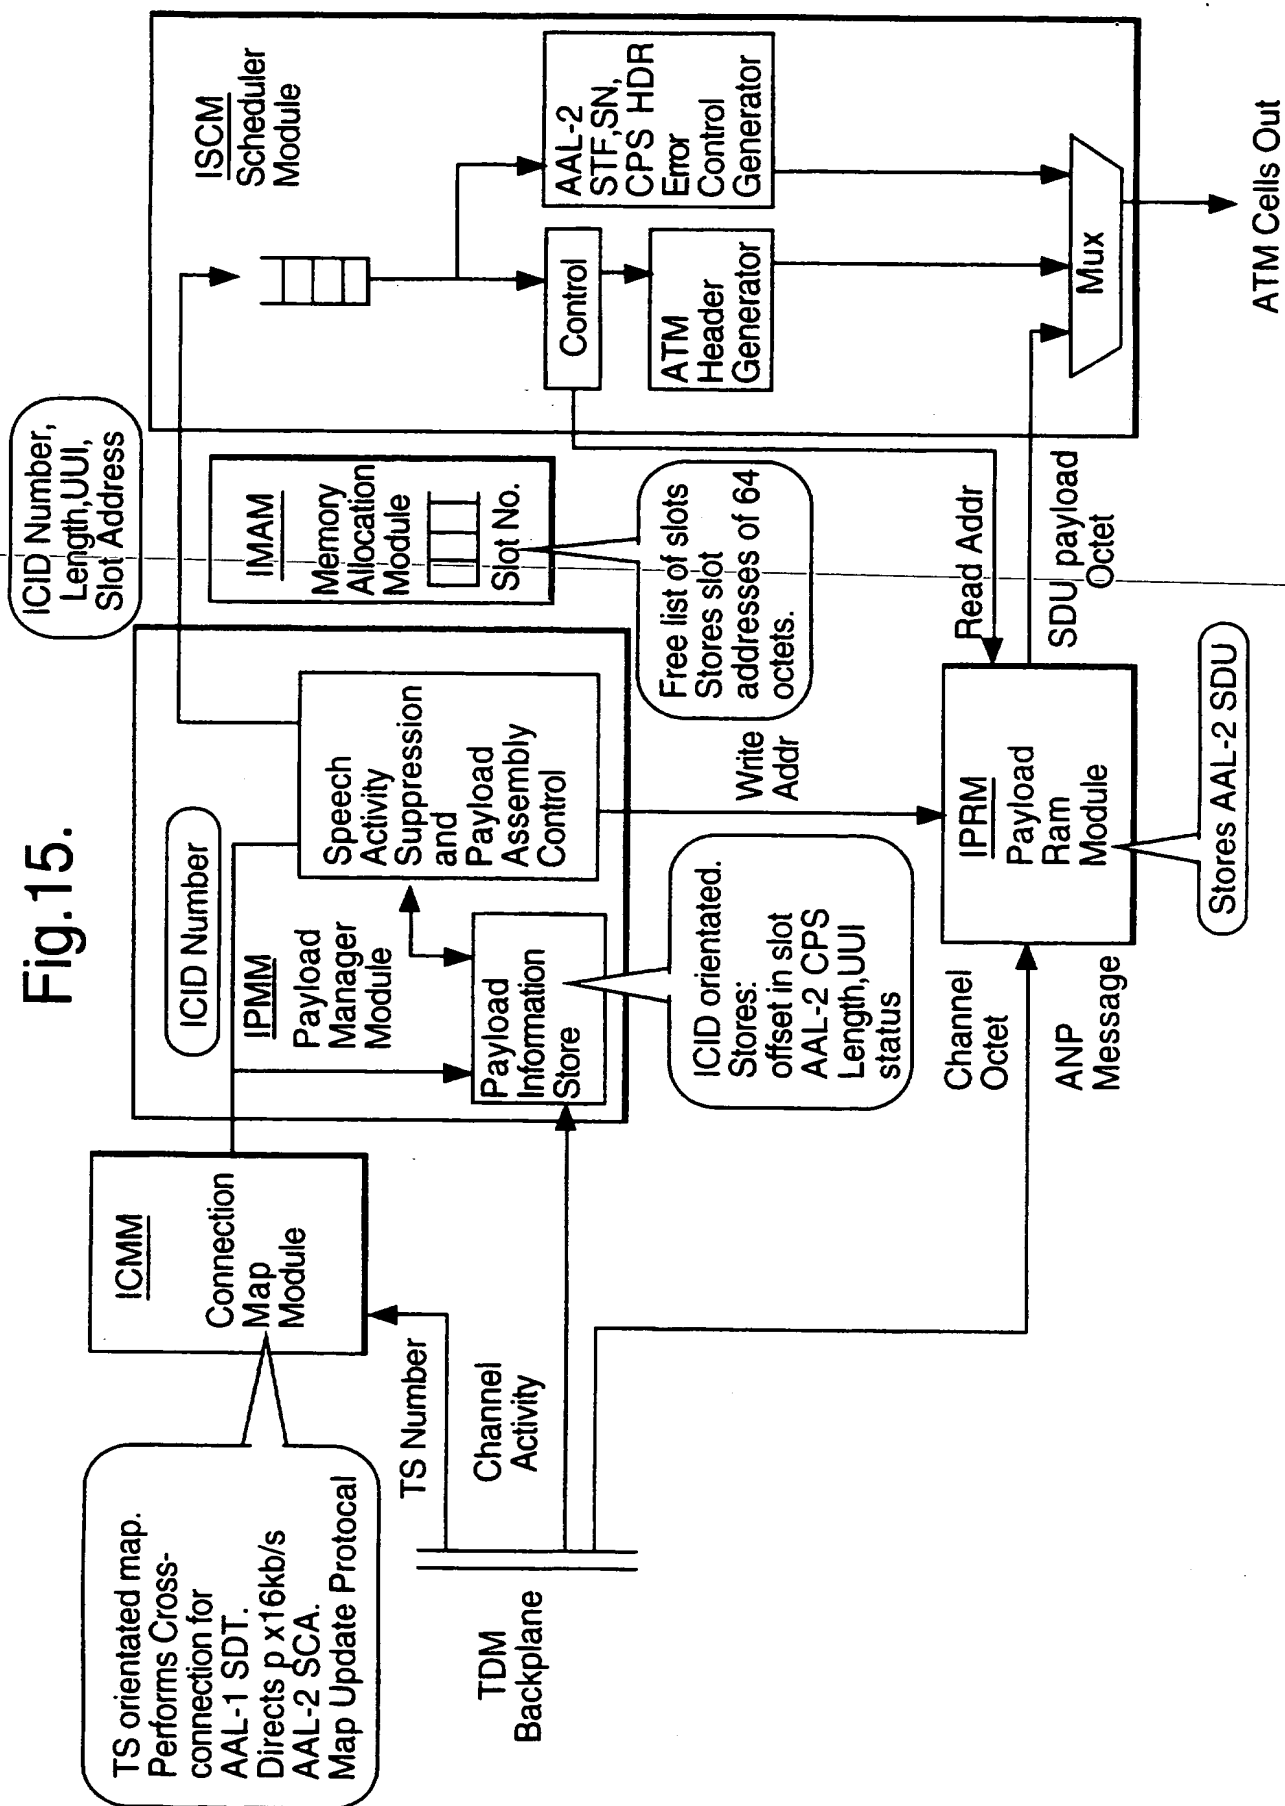 Fig.15.
TS orientated map.
Performs Cross-
connection for
AAL-1 SDT.
Directs p x16kb/s
AAL-2 SCA.
Map Update Protocal
ICMM
Connection
Map
Module
TS Number
Channel
Activity
TDM
Backplane
ICID Number
IPMM
Payload
Manager
Module
Payload
Information
Store
Speech
Activity
Suppression
and
Payload
Assembly
Control
ICID orientated.
Stores:
offset in slot
AAL-2 CPS
Length,UUI
status
Write
Addr
Channel
Octet
ANP
Message
IPRM
Payload
Ram
Module
Stores AAL-2 SDU
ICID Number,
Length,UUI,
Slot Address
IMAM
Memory
Allocation
Module
Slot No.
Free list of slots
Stores slot
addresses of 64
octets.
Read Addr
SDU payload
Octet
ISCM
Scheduler
Module
Control
ATM
Header
Generator
AAL-2
STF,SN,
CPS HDR
Error
Control
Generator
Mux
ATM Cells Out